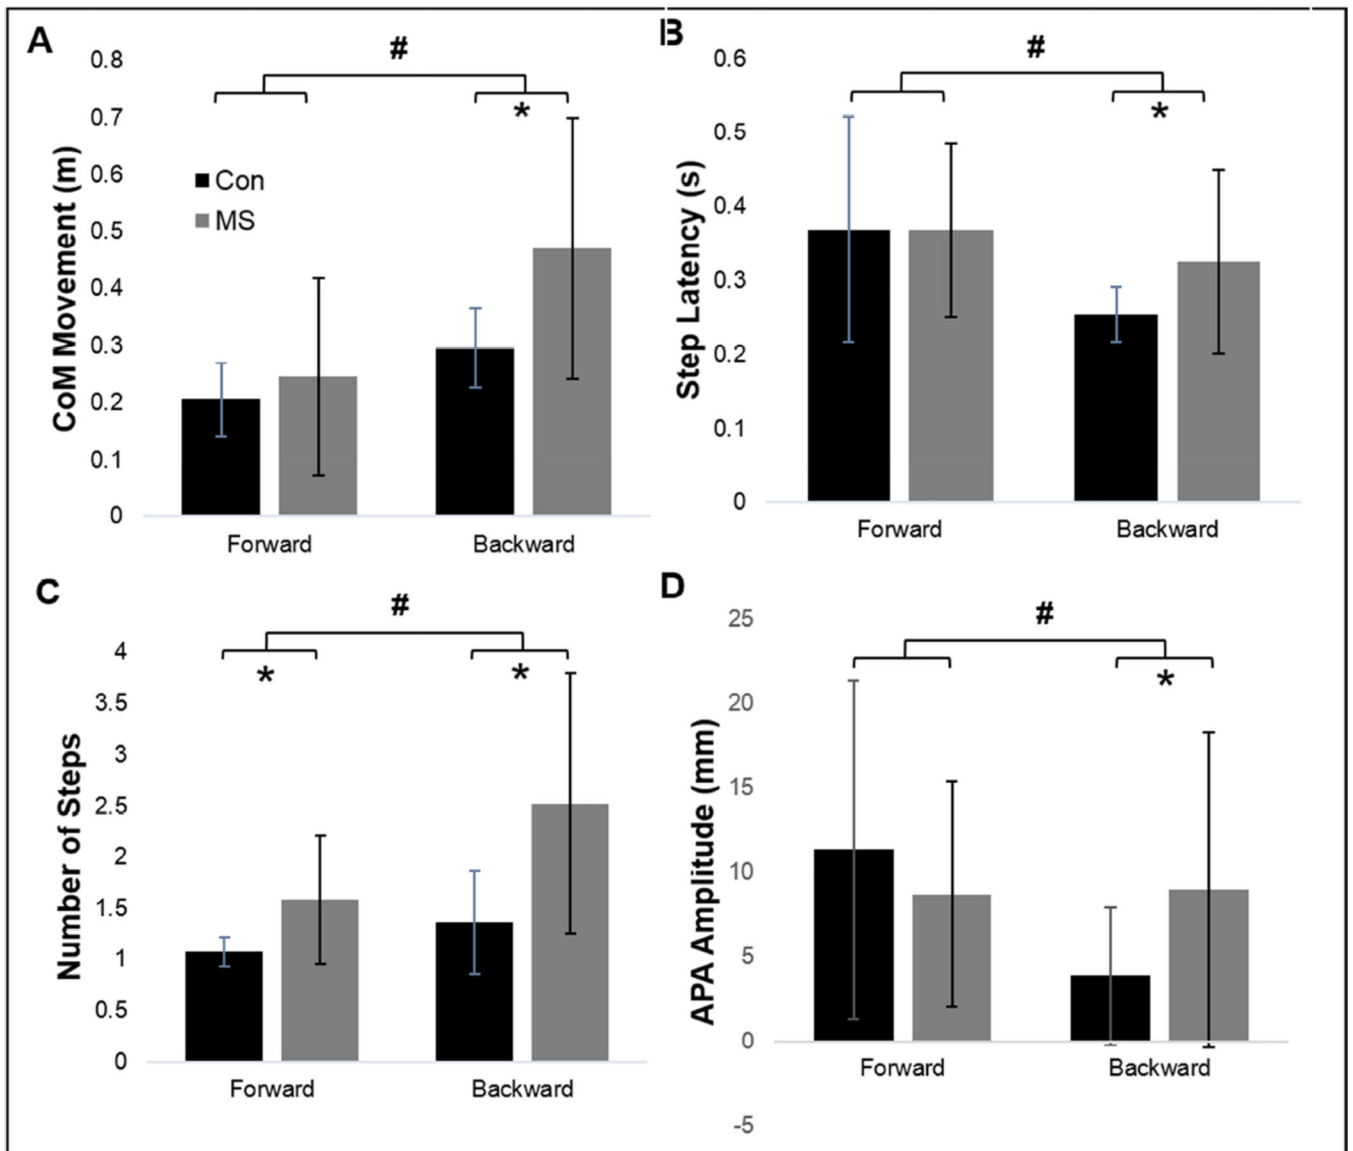 A
CoM Movement (m)
0.8
0.7
0.6
0.5
0.4
0.3
0.2
0.1
0
#
*
Con
MS
Forward Backward
B
Step Latency (s)
0.6
0.5
0.4
0.3
0.2
0.1
0
#
*
Forward Backward
C
Number of Steps
4
3.5
3
2.5
2
1.5
1
0.5
0
#
* *
Forward Backward
D
APA Amplitude (mm)
25
20
15
10
5
0
-5
#
*
Forward Backward